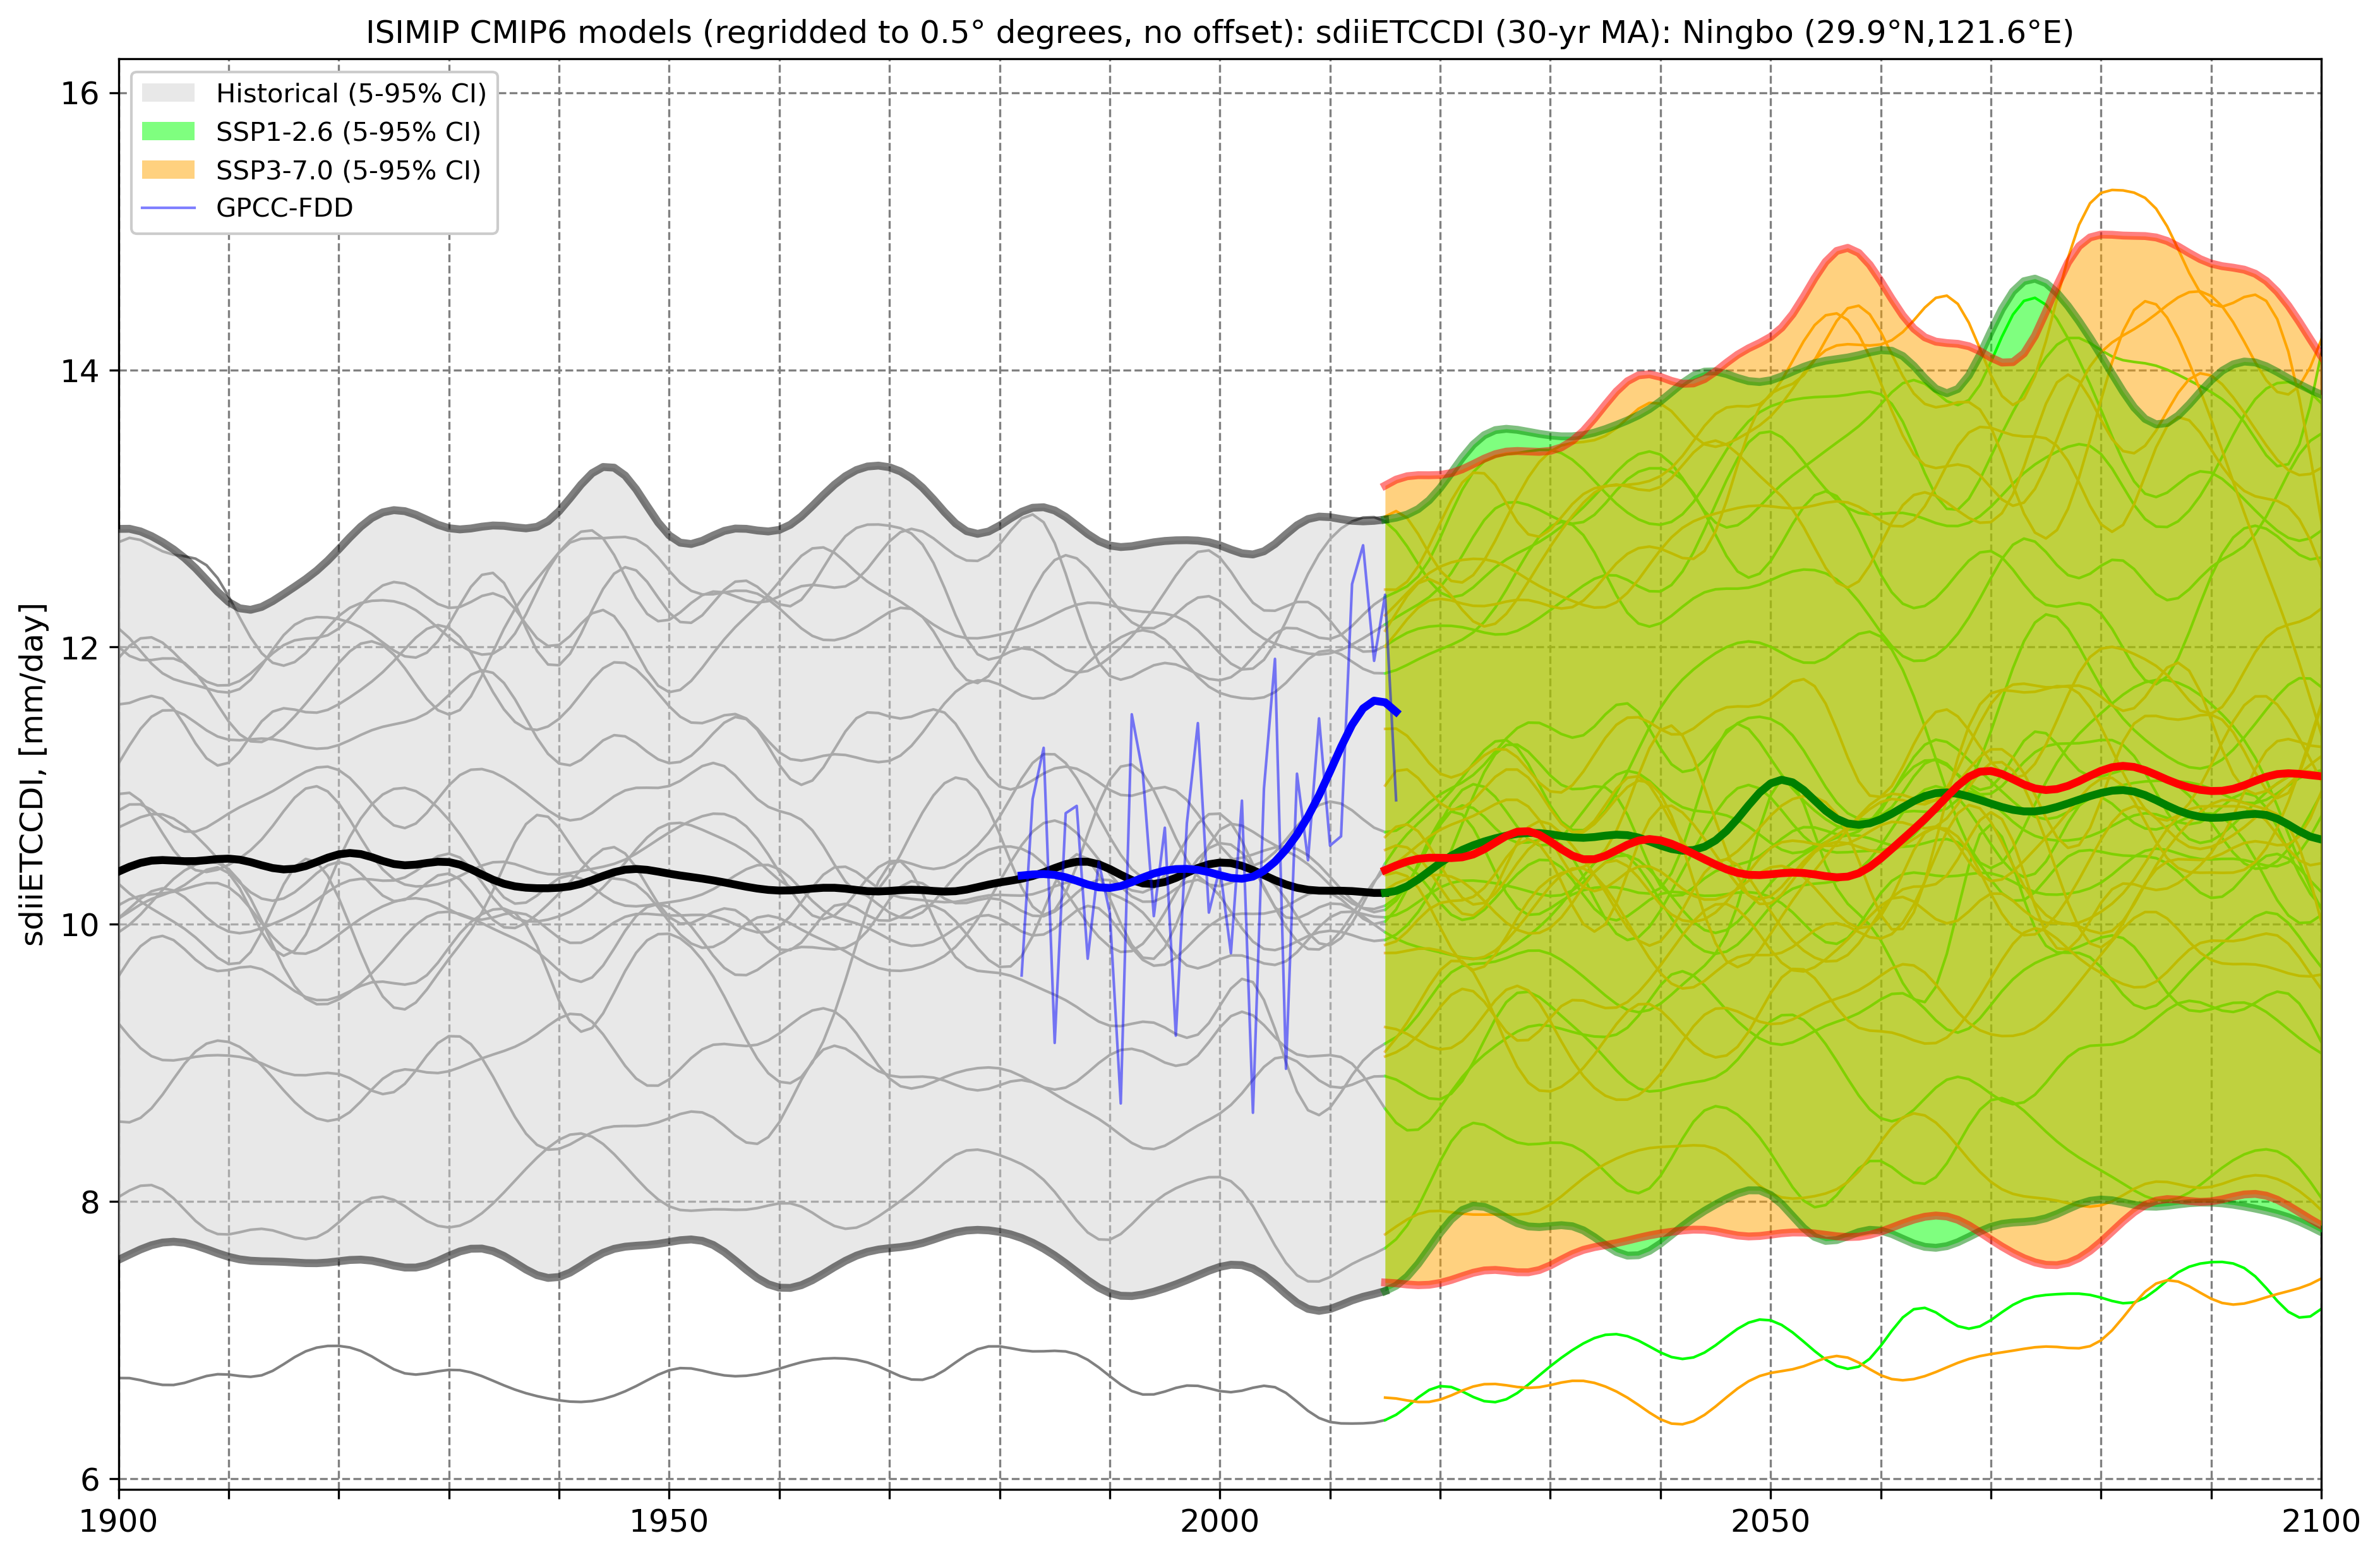 ISIMIP CMIP6 models (regridded to 0.5° degrees, no offset): sdiiETCCDI (30-yr MA): Ningbo (29.9°N,121.6°E)
Historical (5-95% CI)
SSP1-2.6 (5-95% CI)
SSP3-7.0 (5-95% CI)
GPCC-FDD
sdiiETCCDI, [mm/day]
16
14
12
10
8
6
1900
1950
2000
2050
2100